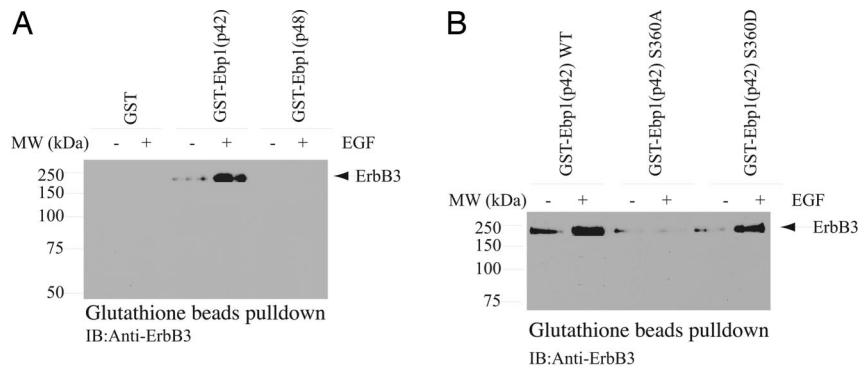 A
GST
GST-Ebp1(p42)
GST-Ebp1(p48)
MW (kDa) - + - + - + EGF
250
150
100
75
50
ErbB3
Glutathione beads pulldown
IB:Anti-ErbB3
B
GST-Ebp1(p42) WT
GST-Ebp1(p42) S360A
GST-Ebp1(p42) S360D
MW (kDa) - + - + - + EGF
250
150
100
75
ErbB3
Glutathione beads pulldown
IB:Anti-ErbB3